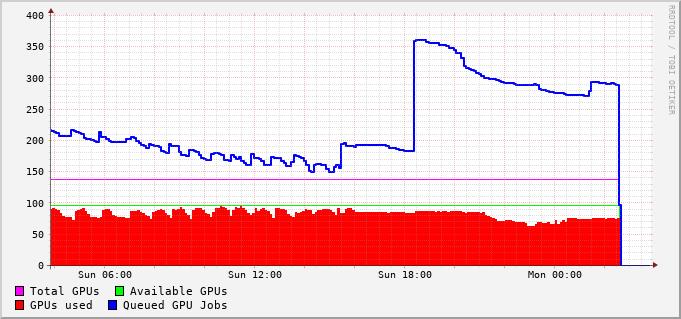 400
350
300
250
200
150
100
50
0
Sun 06:00 Sun 12:00 Sun 18:00 Mon 00:00
Total GPUs Available GPUs
GPUs used Queued GPU Jobs
RRDTOOL / TOBI OETIKER